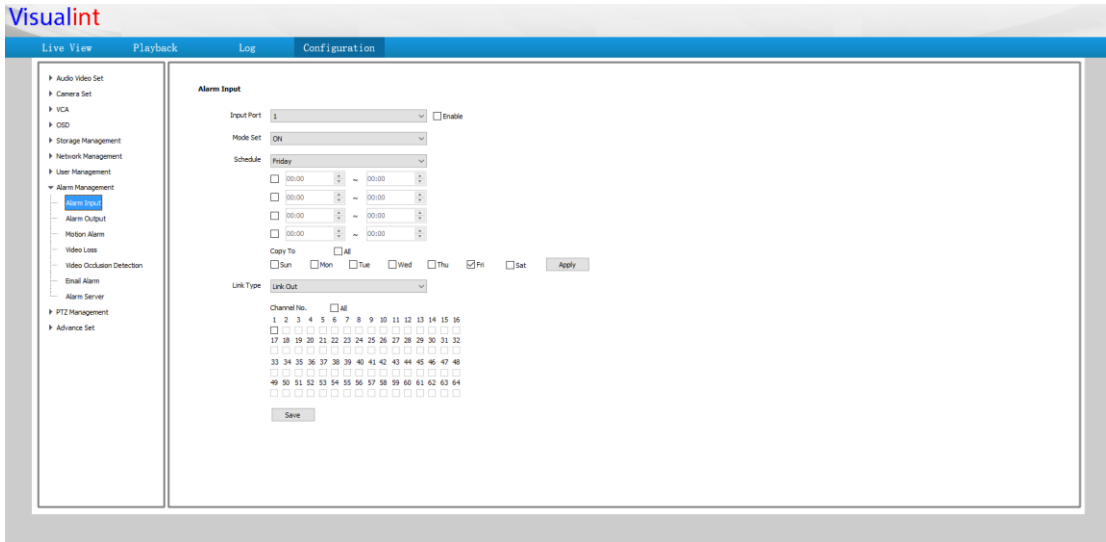 Visualint
Live View Playback Log Configuration
Audio Video Set
Camera Set
VCA
OSD
Storage Management
Network Management
User Management
Alarm Management
Alarm Input
Alarm Output
Motion Alarm
Video Loss
Video Occlusion Detection
Email Alarm
Alarm Server
PTZ Management
Advance Set
Alarm Input
Input Port 1 Enable
Mode Set ON
Schedule Friday
00:00 ~ 00:00
00:00 ~ 00:00
00:00 ~ 00:00
00:00 ~ 00:00
Copy To All
Sun Mon Tue Wed Thu Fri Sat Apply
Link Type Link Out
Channel No. All
1 2 3 4 5 6 7 8 9 10 11 12 13 14 15 16
17 18 19 20 21 22 23 24 25 26 27 28 29 30 31 32
33 34 35 36 37 38 39 40 41 42 43 44 45 46 47 48
49 50 51 52 53 54 55 56 57 58 59 60 61 62 63 64
Save